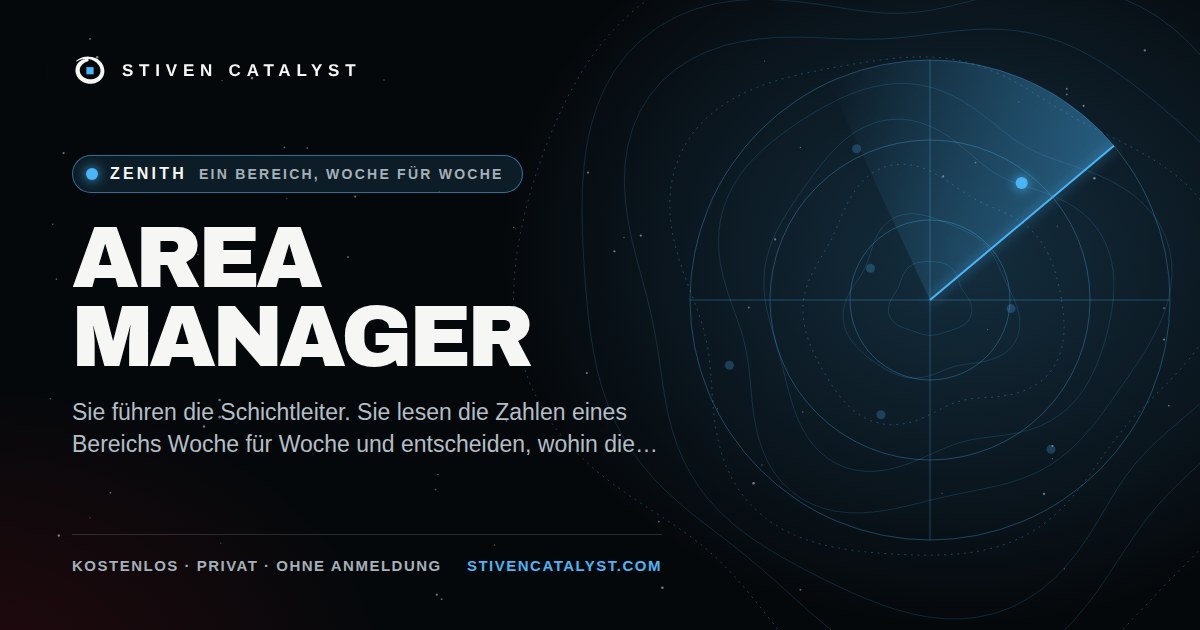 STIVEN CATALYST
ZENITH EIN BEREICH, WOCHE FÜR WOCHE
AREA
MANAGER
Sie führen die Schichtleiter. Sie lesen die Zahlen eines
Bereichs Woche für Woche und entscheiden, wohin die…
KOSTENLOS · PRIVAT · OHNE ANMELDUNG STIVENCATALYST.COM